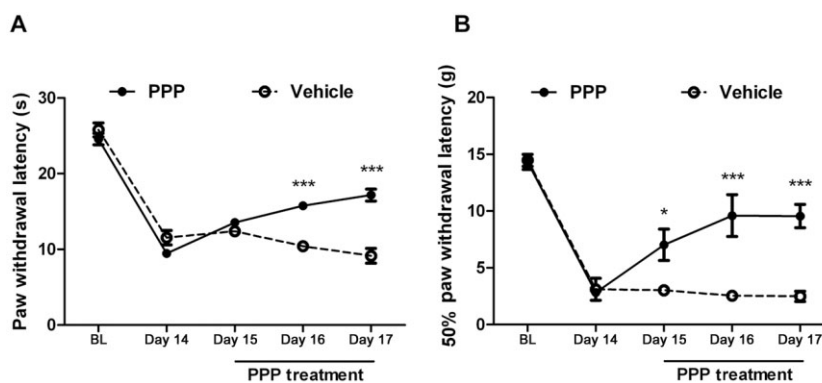 A
PPP Vehicle
Paw withdrawal latency (s)
30
20
10
0
BL Day 14 Day 15 Day 16 Day 17
PPP treatment
*** ***
B
PPP Vehicle
50% paw withdrawal latency (g)
20
15
10
5
0
BL Day 14 Day 15 Day 16 Day 17
PPP treatment
* *** ***